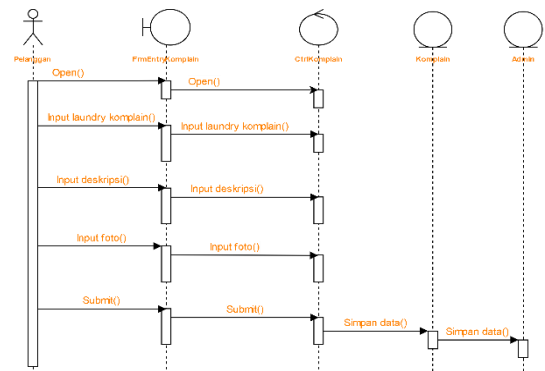 Pelanggan
FrmEntryKomplain
CtrlKomplain
Komplain
Admin
Open()
Open()
Input laundry komplain()
Input laundry komplain()
Input deskripsi()
Input deskripsi()
Input foto()
Input foto()
Submit()
Submit()
Simpan data()
Simpan data()